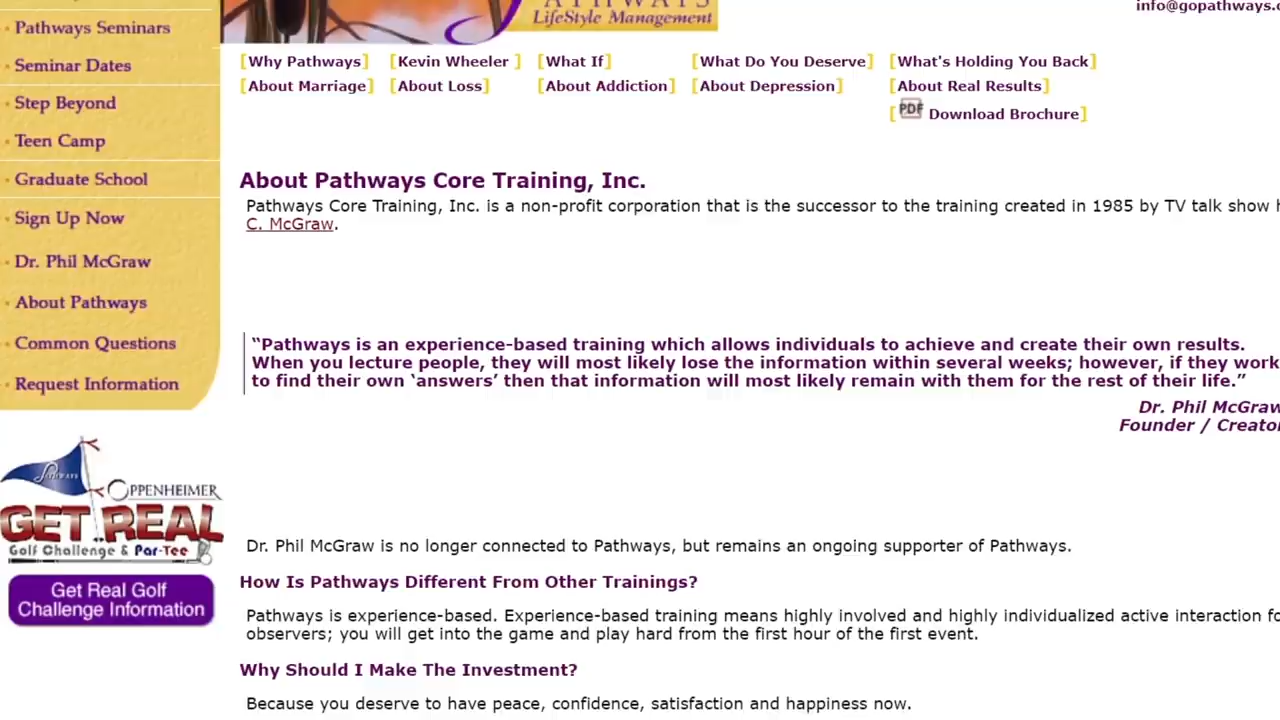 info@gopathways.c
PATHWAYS
LifeStyle Management
Pathways Seminars
Seminar Dates
Step Beyond
Teen Camp
Graduate School
Sign Up Now
Dr. Phil McGraw
About Pathways
Common Questions
Request Information
[Why Pathways] [Kevin Wheeler ] [What If] [What Do You Deserve] [What's Holding You Back]
[About Marriage] [About Loss] [About Addiction] [About Depression] [About Real Results]
[PDF Download Brochure]
About Pathways Core Training, Inc.
Pathways Core Training, Inc. is a non-profit corporation that is the successor to the training created in 1985 by TV talk show
C. McGraw.
“Pathways is an experience-based training which allows individuals to achieve and create their own results.
When you lecture people, they will most likely lose the information within several weeks; however, if they work
to find their own ‘answers’ then that information will most likely remain with them for the rest of their life.”
Dr. Phil McGraw
Founder / Creator
PATHWAYS
OPPENHEIMER
GET REAL
Golf Challenge & Par-Tee
Get Real Golf
Challenge Information
Dr. Phil McGraw is no longer connected to Pathways, but remains an ongoing supporter of Pathways.
How Is Pathways Different From Other Trainings?
Pathways is experience-based. Experience-based training means highly involved and highly individualized active interaction fo
observers; you will get into the game and play hard from the first hour of the first event.
Why Should I Make The Investment?
Because you deserve to have peace, confidence, satisfaction and happiness now.